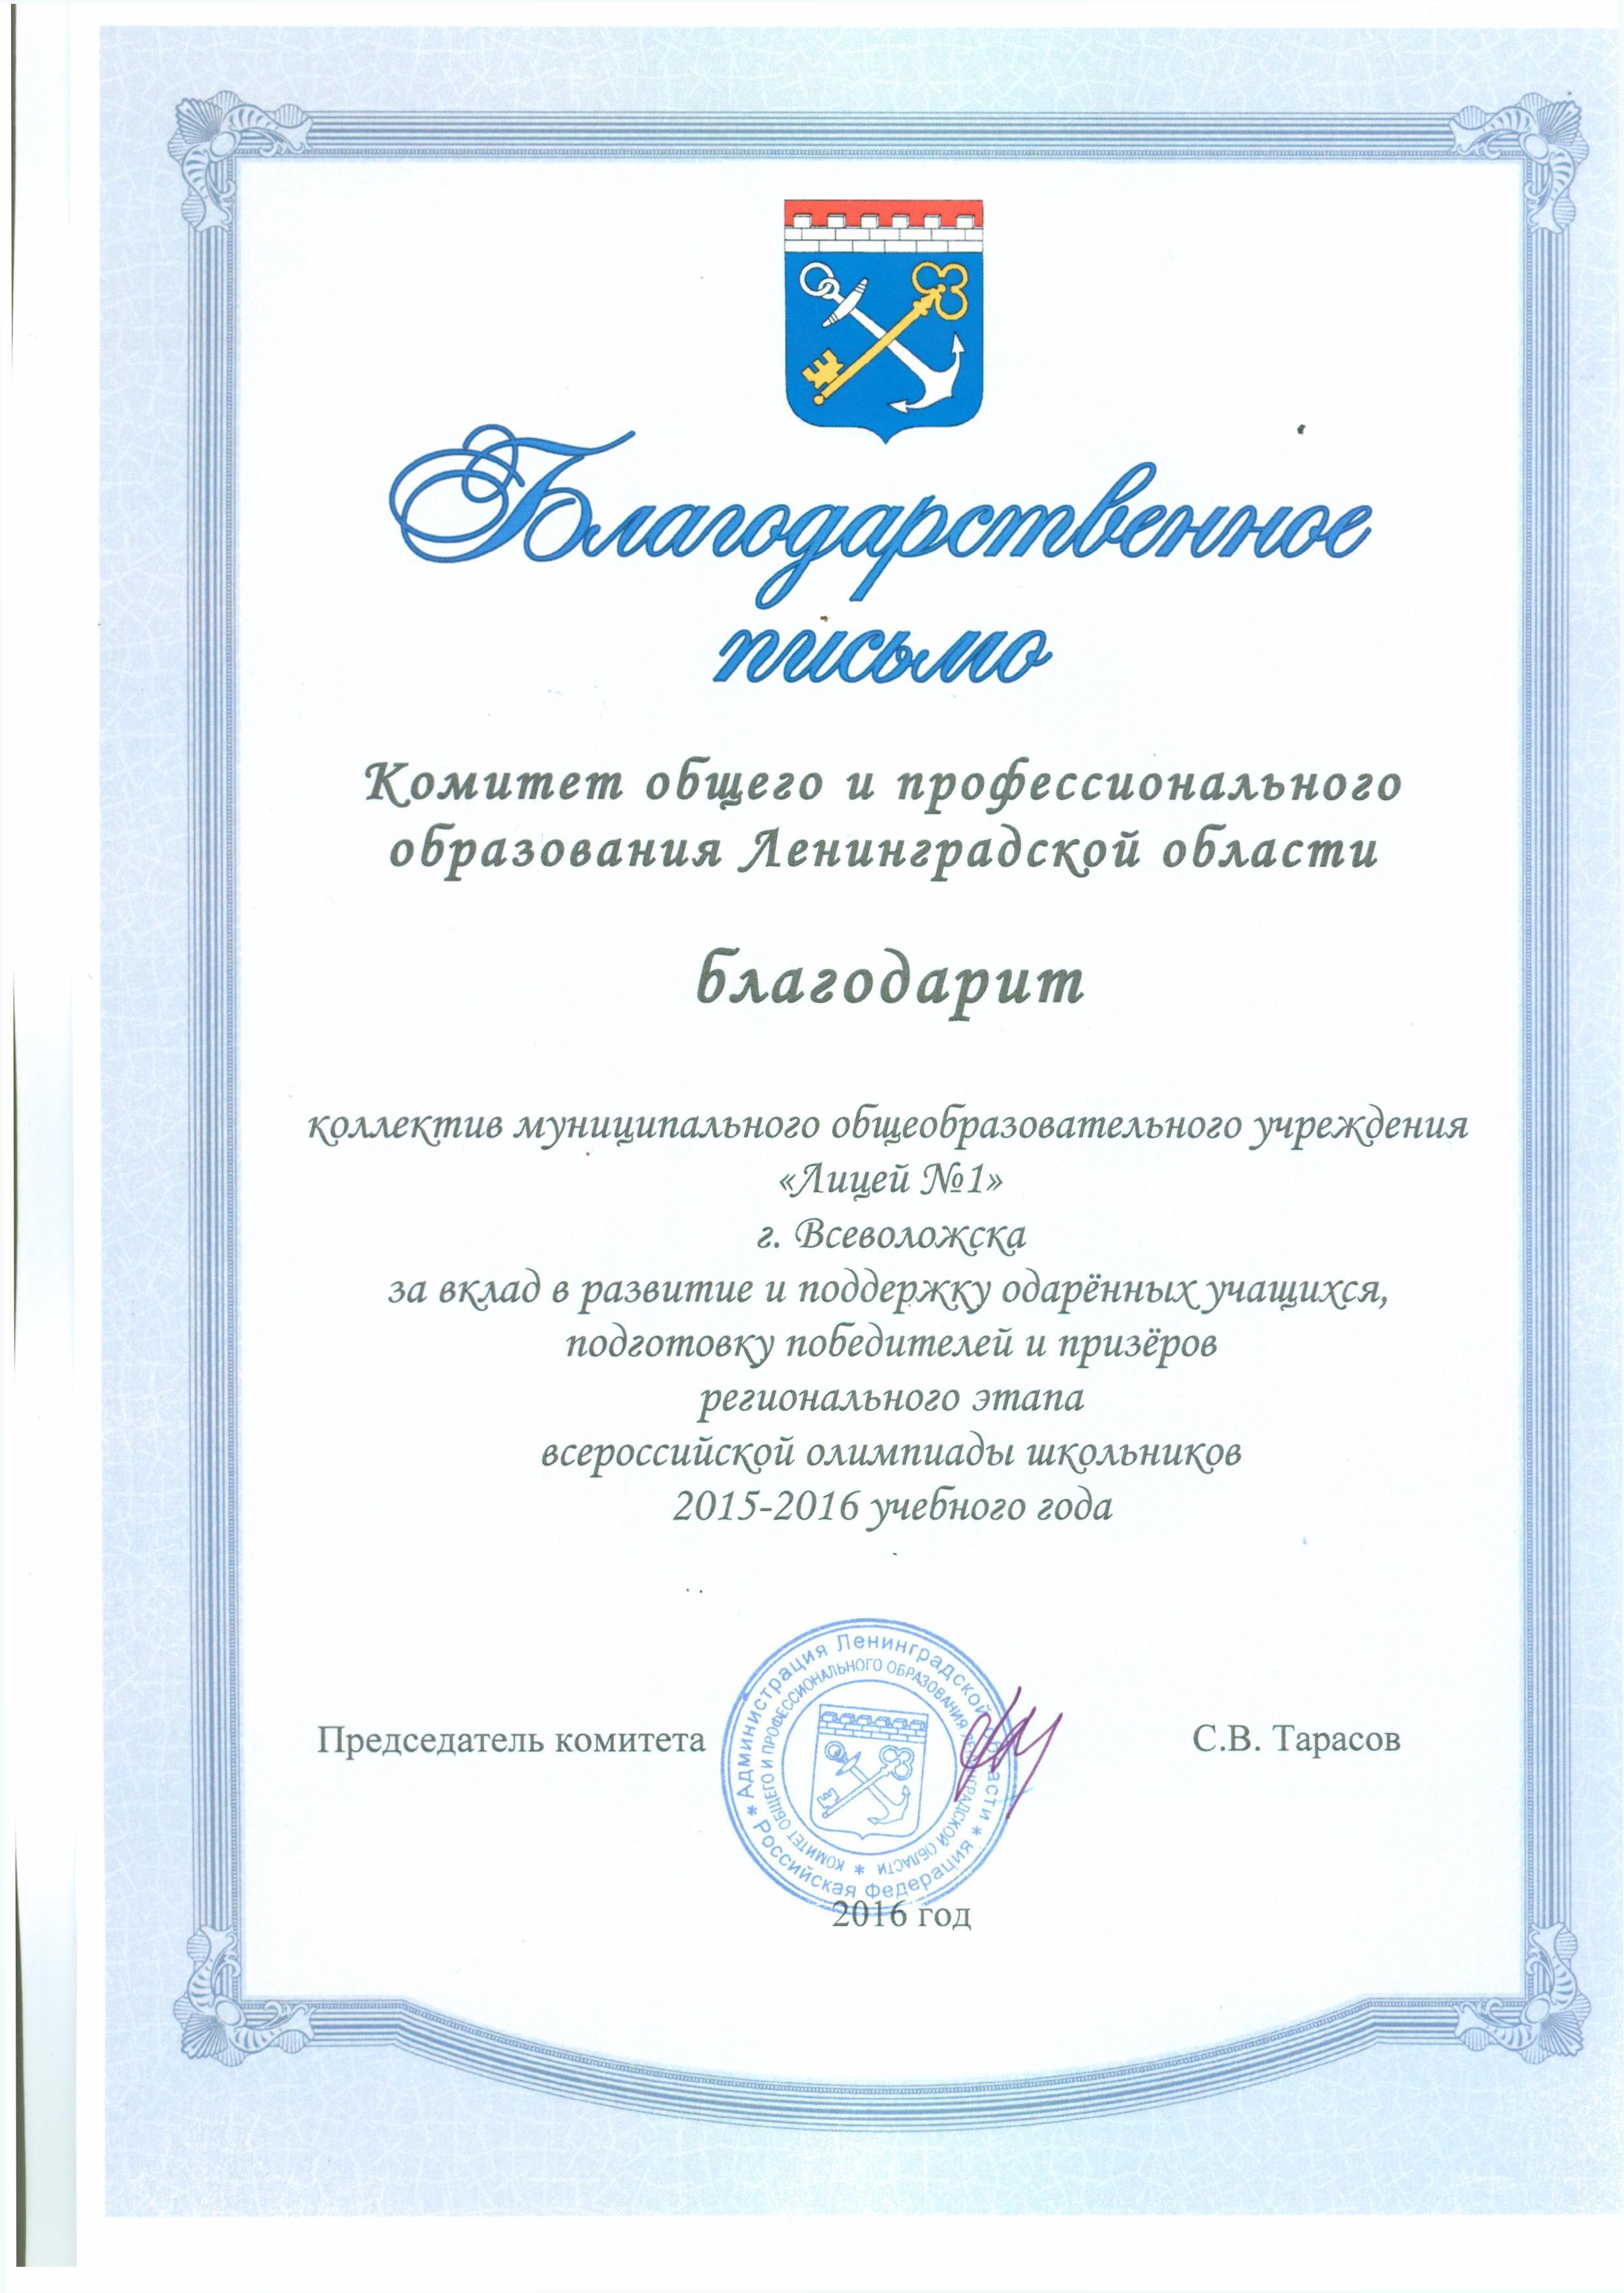 Благодарственное
письмо
Комитет общего и профессионального
образования Ленинградской области
благодарит
коллектив муниципального общеобразовательного учреждения
«Лицей №1»
г. Всеволожска
за вклад в развитие и поддержку одарённых учащихся,
подготовку победителей и призёров
регионального этапа
всероссийской олимпиады школьников
2015-2016 учебного года
Председатель комитета
С.В. Тарасов
* Администрация Ленинградской области * Российская Федерация
* КОМИТЕТ ОБЩЕГО И ПРОФЕССИОНАЛЬНОГО ОБРАЗОВАНИЯ ЛЕНИНГРАДСКОЙ ОБЛАСТИ
2016 год